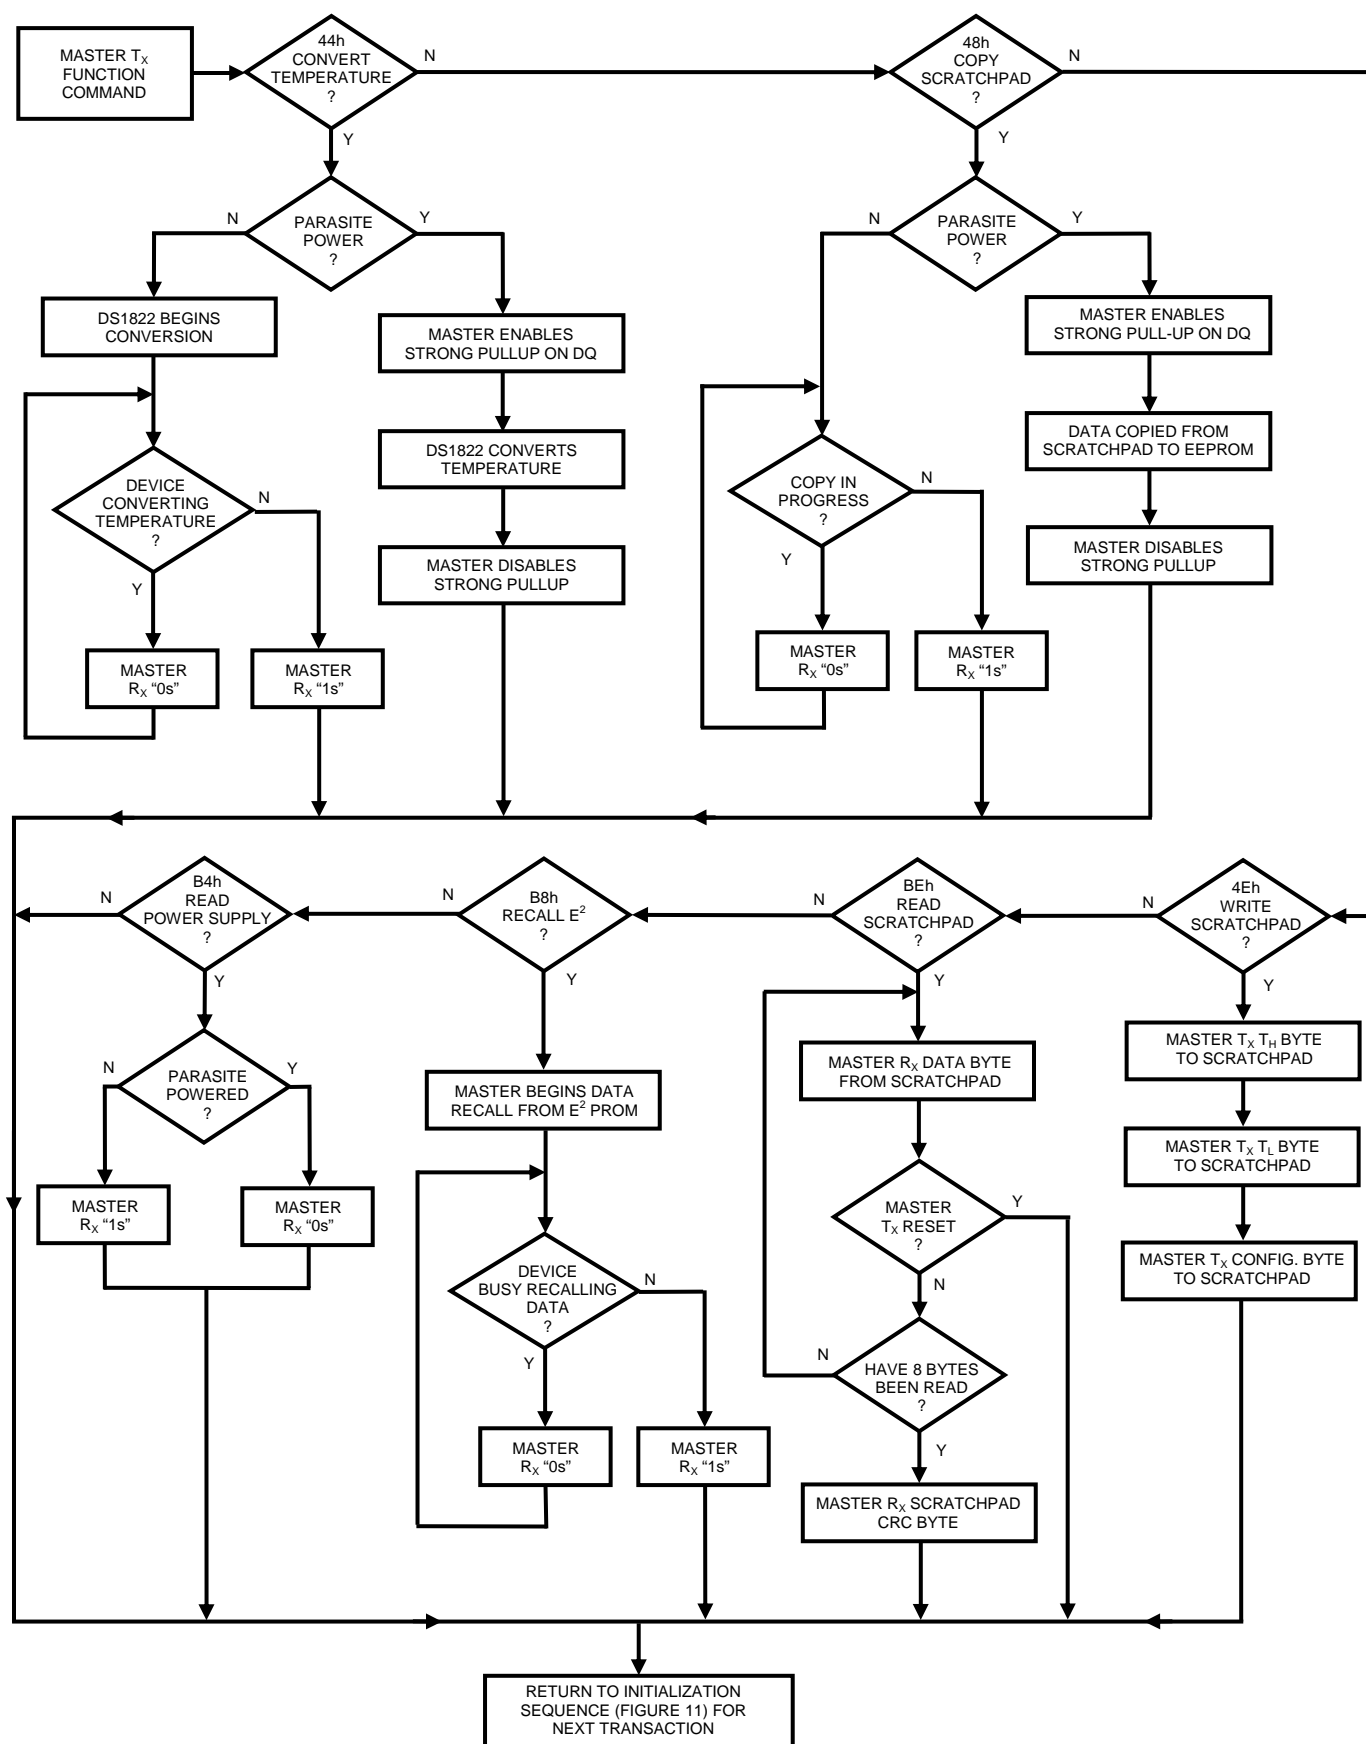 MASTER TX
FUNCTION
COMMAND
44h
CONVERT
TEMPERATURE
?
N
Y
48h
COPY
SCRATCHPAD
?
N
Y
PARASITE
POWER
?
N
Y
PARASITE
POWER
?
N
Y
DS1822 BEGINS
CONVERSION
MASTER ENABLES
STRONG PULLUP ON DQ
MASTER ENABLES
STRONG PULL-UP ON DQ
DS1822 CONVERTS
TEMPERATURE
DATA COPIED FROM
SCRATCHPAD TO EEPROM
DEVICE
CONVERTING
TEMPERATURE
?
N
Y
COPY IN
PROGRESS
?
N
Y
MASTER DISABLES
STRONG PULLUP
MASTER DISABLES
STRONG PULLUP
MASTER
RX “0s”
MASTER
RX “1s”
MASTER
RX “0s”
MASTER
RX “1s”
B4h
READ
POWER SUPPLY
?
N
Y
B8h
RECALL E²
?
N
Y
BEh
READ
SCRATCHPAD
?
N
Y
4Eh
WRITE
SCRATCHPAD
?
N
Y
PARASITE
POWERED
?
N
Y
MASTER
RX “1s”
MASTER
RX “0s”
MASTER BEGINS DATA
RECALL FROM E² PROM
DEVICE
BUSY RECALLING
DATA
?
N
Y
MASTER
RX “0s”
MASTER
RX “1s”
MASTER RX DATA BYTE
FROM SCRATCHPAD
MASTER
TX RESET
?
Y
N
HAVE 8 BYTES
BEEN READ
?
N
Y
MASTER RX SCRATCHPAD
CRC BYTE
MASTER TX TH BYTE
TO SCRATCHPAD
MASTER TX TL BYTE
TO SCRATCHPAD
MASTER TX CONFIG. BYTE
TO SCRATCHPAD
RETURN TO INITIALIZATION
SEQUENCE (FIGURE 11) FOR
NEXT TRANSACTION